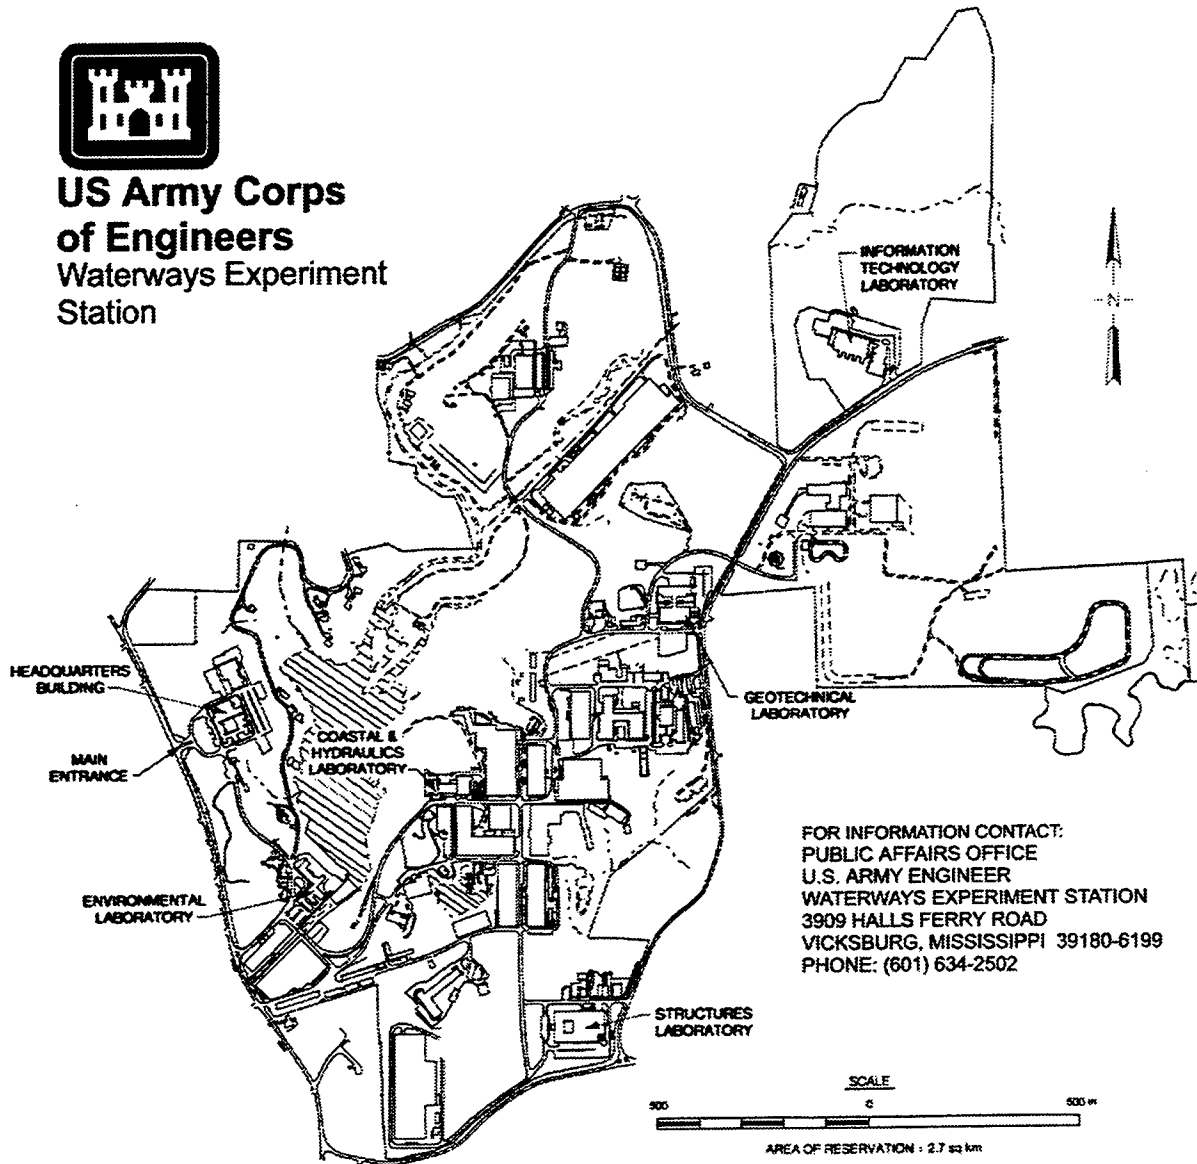 US Army Corps
of Engineers
Waterways Experiment
Station
INFORMATION
TECHNOLOGY
LABORATORY
N
HEADQUARTERS
BUILDING
MAIN
ENTRANCE
COASTAL &
HYDRAULICS
LABORATORY
GEOTECHNICAL
LABORATORY
ENVIRONMENTAL
LABORATORY
FOR INFORMATION CONTACT:
PUBLIC AFFAIRS OFFICE
U.S. ARMY ENGINEER
WATERWAYS EXPERIMENT STATION
3909 HALLS FERRY ROAD
VICKSBURG, MISSISSIPPI 39180-6199
PHONE: (601) 634-2502
STRUCTURES
LABORATORY
SCALE
500 0 500 m
AREA OF RESERVATION : 2.7 sq km